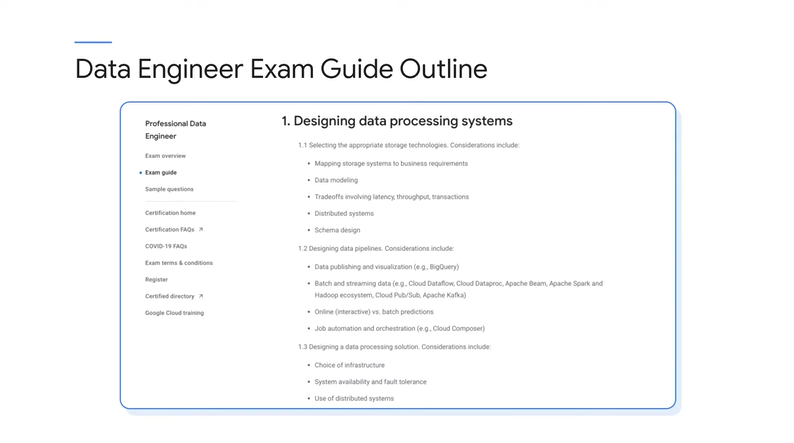 Data Engineer Exam Guide Outline
Professional Data
Engineer
Exam overview
• Exam guide
Sample questions
Certification home
Certification FAQs ↗
COVID-19 FAQs
Exam terms & conditions
Register
Certified directory ↗
Google Cloud training
1. Designing data processing systems
1.1 Selecting the appropriate storage technologies. Considerations include:
• Mapping storage systems to business requirements
• Data modeling
• Tradeoffs involving latency, throughput, transactions
• Distributed systems
• Schema design
1.2 Designing data pipelines. Considerations include:
• Data publishing and visualization (e.g., BigQuery)
• Batch and streaming data (e.g., Cloud Dataflow, Cloud Dataproc, Apache Beam, Apache Spark and
Hadoop ecosystem, Cloud Pub/Sub, Apache Kafka)
• Online (interactive) vs. batch predictions
• Job automation and orchestration (e.g., Cloud Composer)
1.3 Designing a data processing solution. Considerations include:
• Choice of infrastructure
• System availability and fault tolerance
• Use of distributed systems